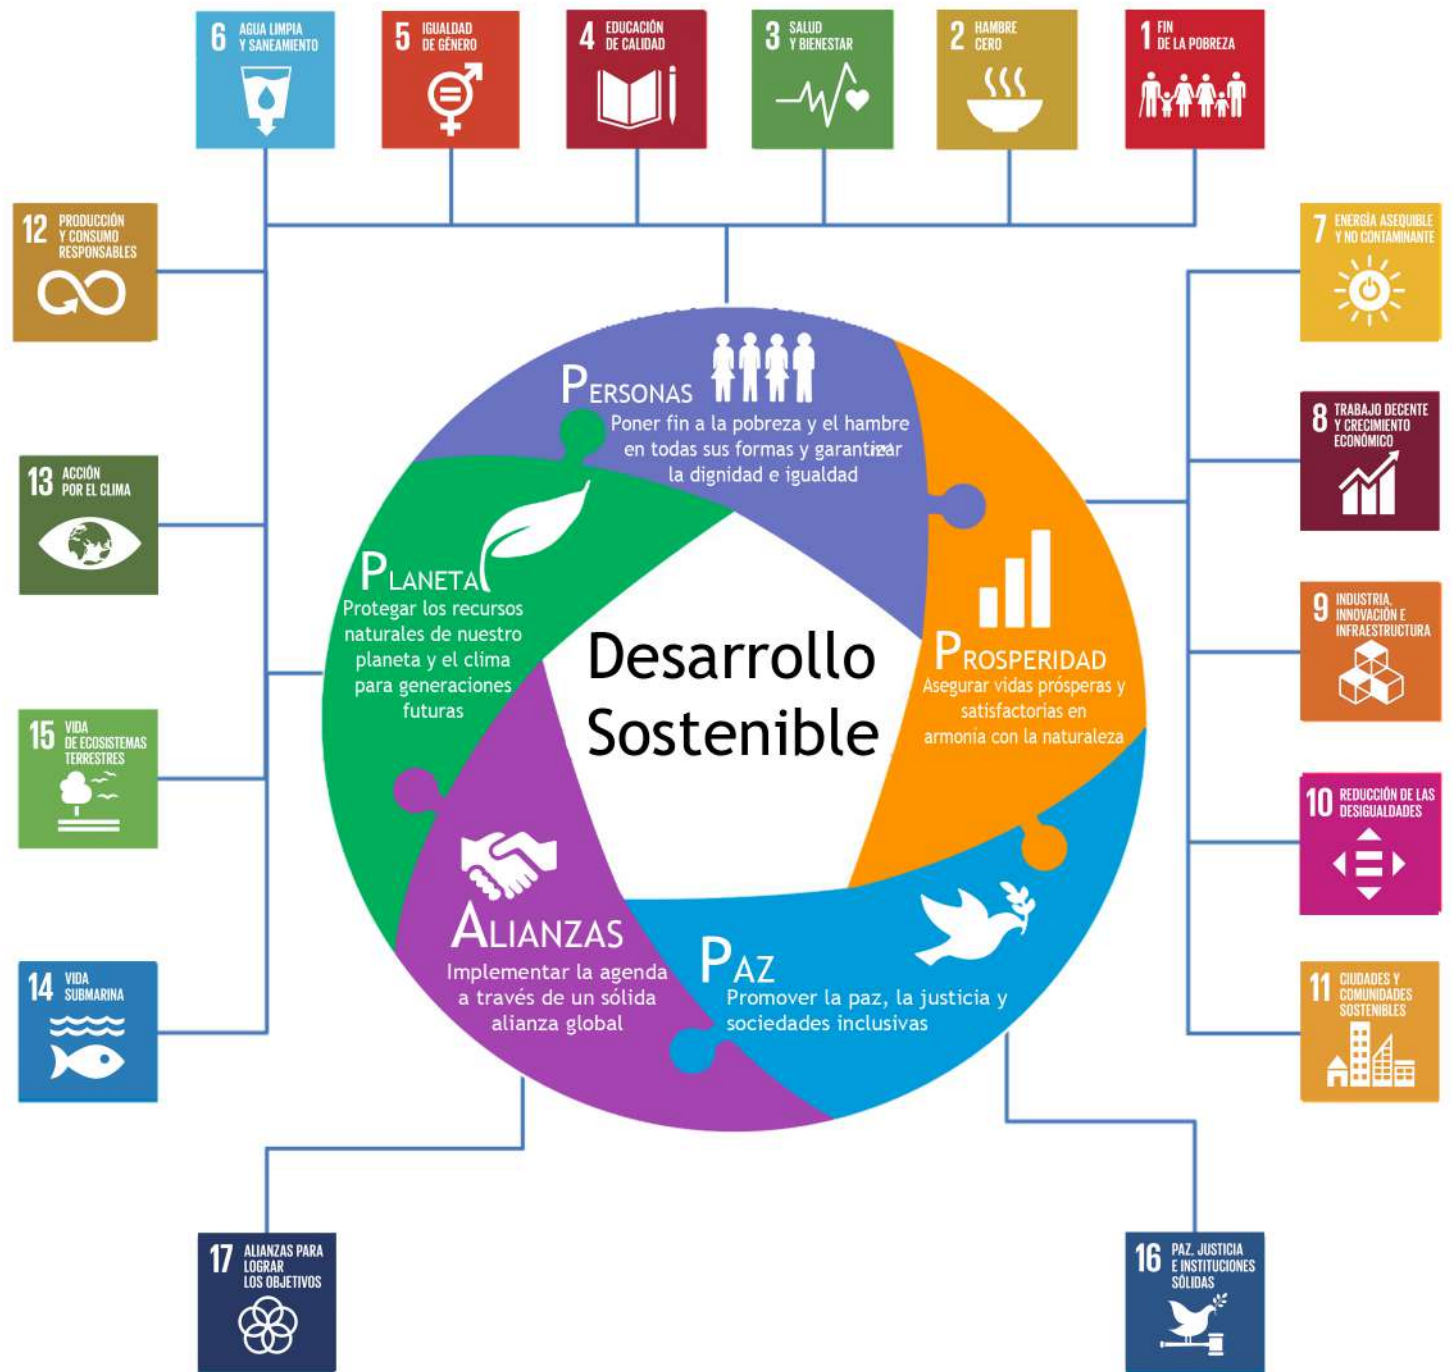 6 AGUA LIMPIA
Y SANEAMIENTO
5 IGUALDAD
DE GÉNERO
4 EDUCACIÓN
DE CALIDAD
3 SALUD
Y BIENESTAR
2 HAMBRE
CERO
1 FIN
DE LA POBREZA
12 PRODUCCIÓN
Y CONSUMO
RESPONSABLES
13 ACCIÓN
POR EL CLIMA
15 VIDA
DE ECOSISTEMAS
TERRESTRES
14 VIDA
SUBMARINA
7 ENERGÍA ASEQUIBLE
Y NO CONTAMINANTE
8 TRABAJO DECENTE
Y CRECIMIENTO
ECONÓMICO
9 INDUSTRIA,
INNOVACIÓN E
INFRAESTRUCTURA
10 REDUCCIÓN DE LAS
DESIGUALDADES
11 CIUDADES Y
COMUNIDADES
SOSTENIBLES
PERSONAS
Poner fin a la pobreza y el hambre
en todas sus formas y garantizar
la dignidad e igualdad
PLANETA
Protegar los recursos
naturales de nuestro
planeta y el clima
para generaciones
futuras
Desarrollo
Sostenible
PROSPERIDAD
Asegurar vidas prósperas y
satisfactorias en
armonía con la naturaleza
ALIANZAS
Implementar la agenda
a través de un sólida
alianza global
PAZ
Promover la paz, la justicia y
sociedades inclusivas
17 ALIANZAS PARA
LOGRAR
LOS OBJETIVOS
16 PAZ, JUSTICIA
E INSTITUCIONES
SÓLIDAS